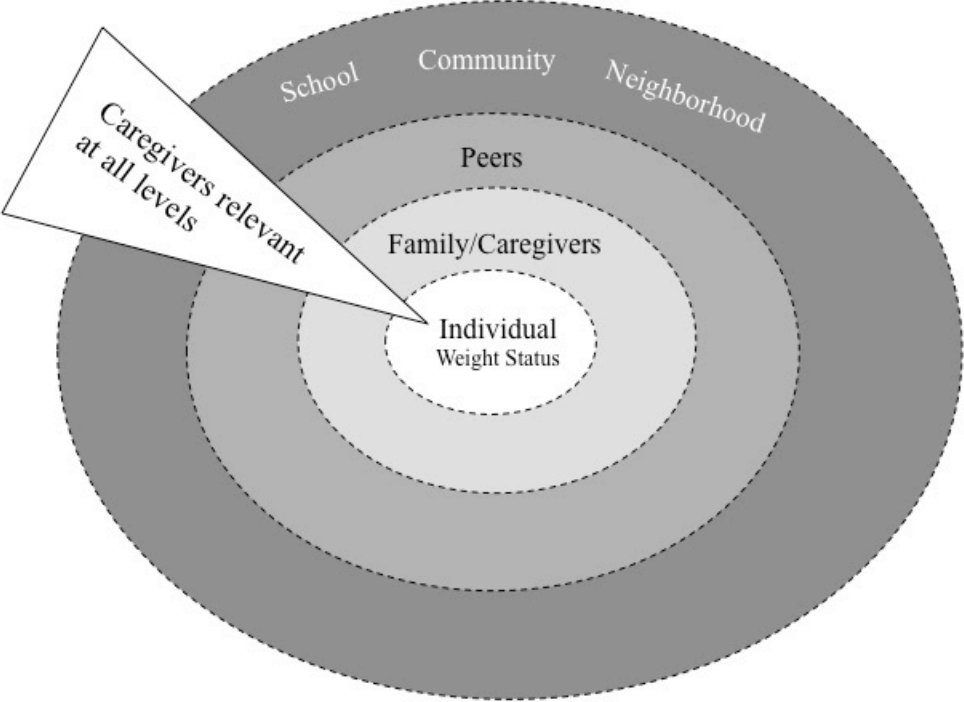 School
Community
Neighborhood
Caregivers relevant
at all levels
Peers
Family/Caregivers
Individual
Weight Status